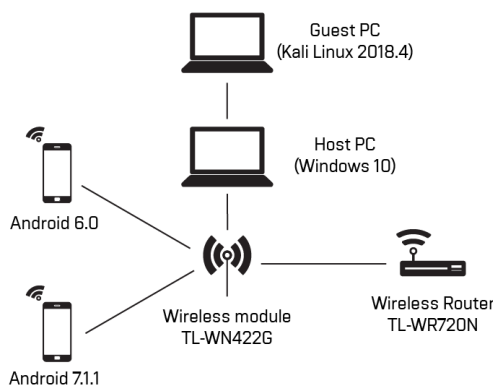 Guest PC
(Kali Linux 2018.4)
Host PC
(Windows 10)
Android 6.0
Wireless module
TL-WN422G
Wireless Router
TL-WR720N
Android 7.1.1